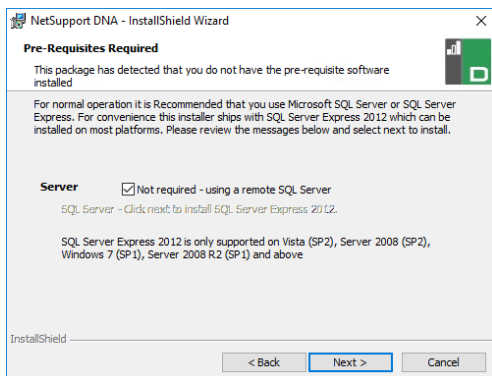 NetSupport DNA - InstallShield Wizard
Pre-Requisites Required
This package has detected that you do not have the pre-requisite software
installed
D
For normal operation it is Recommended that you use Microsoft SQL Server or SQL Server
Express. For convenience this installer ships with SQL Server Express 2012 which can be
installed on most platforms. Please review the messages below and select next to install.
Server Not required - using a remote SQL Server
SQL Server - Click next to install SQL Server Express 2012.
SQL Server Express 2012 is only supported on Vista (SP2), Server 2008 (SP2),
Windows 7 (SP1), Server 2008 R2 (SP1) and above
InstallShield
< Back Next > Cancel